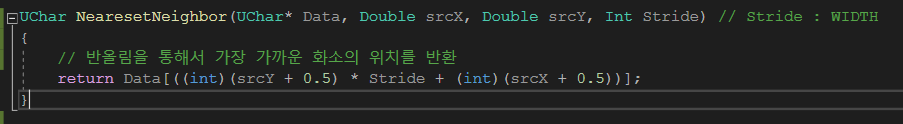 UChar NearesetNeighbor(UChar* Data, Double srcX, Double srcY, Int Stride) // Stride : WIDTH
{
// 반올림을 통해서 가장 가까운 화소의 위치를 반환
return Data[((int)(srcY + 0.5) * Stride + (int)(srcX + 0.5))];
}